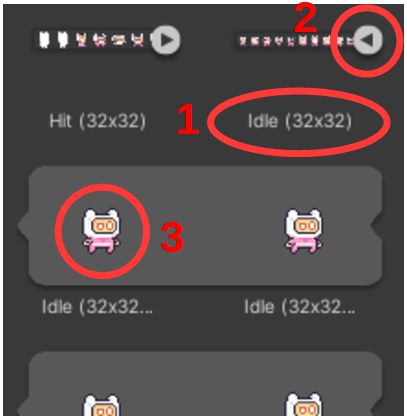 2
1
Hit (32x32)
Idle (32x32)
3
Idle (32x32...
Idle (32x32...